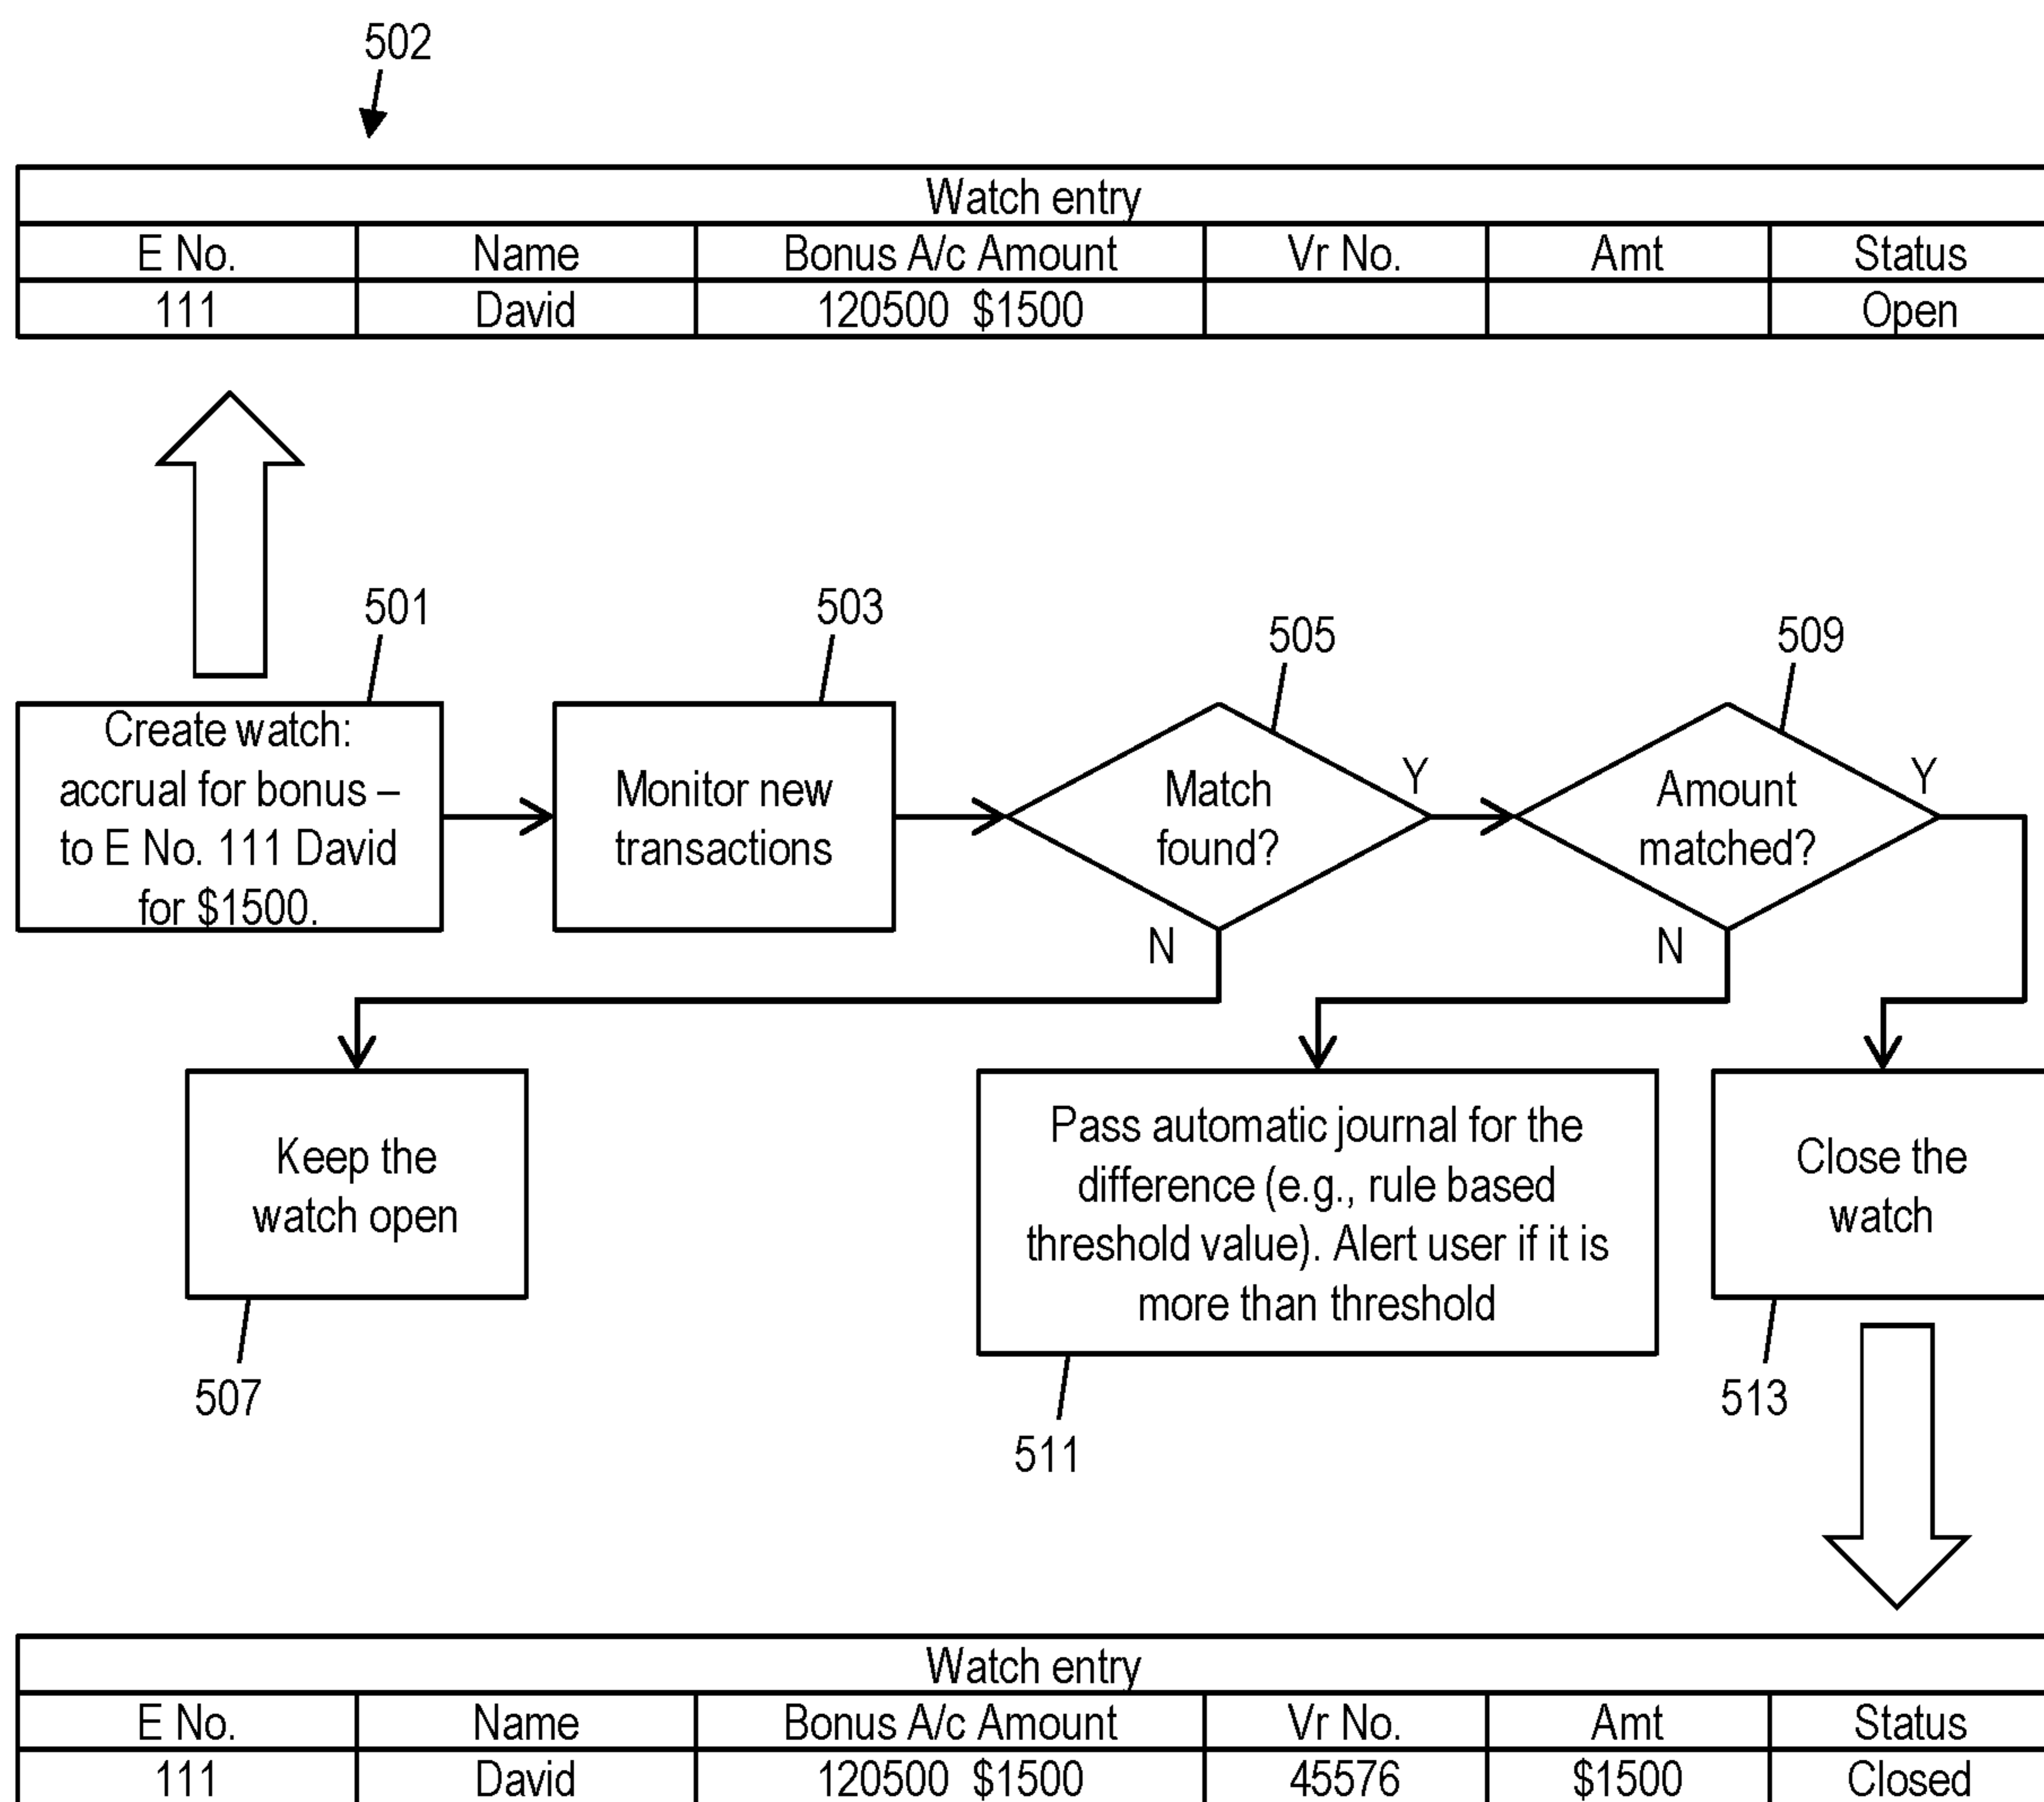 502
Watch entry
E No. Name Bonus A/c Amount Vr No. Amt Status
111 David 120500 $1500 Open
501
503
505
509
Create watch:
accrual for bonus –
to E No. 111 David
for $1500.
Monitor new
transactions
Match
found?
Y
N
Amount
matched?
Y
N
Keep the
watch open
507
Pass automatic journal for the
difference (e.g., rule based
threshold value). Alert user if it is
more than threshold
511
Close the
watch
513
Watch entry
E No. Name Bonus A/c Amount Vr No. Amt Status
111 David 120500 $1500 45576 $1500 Closed